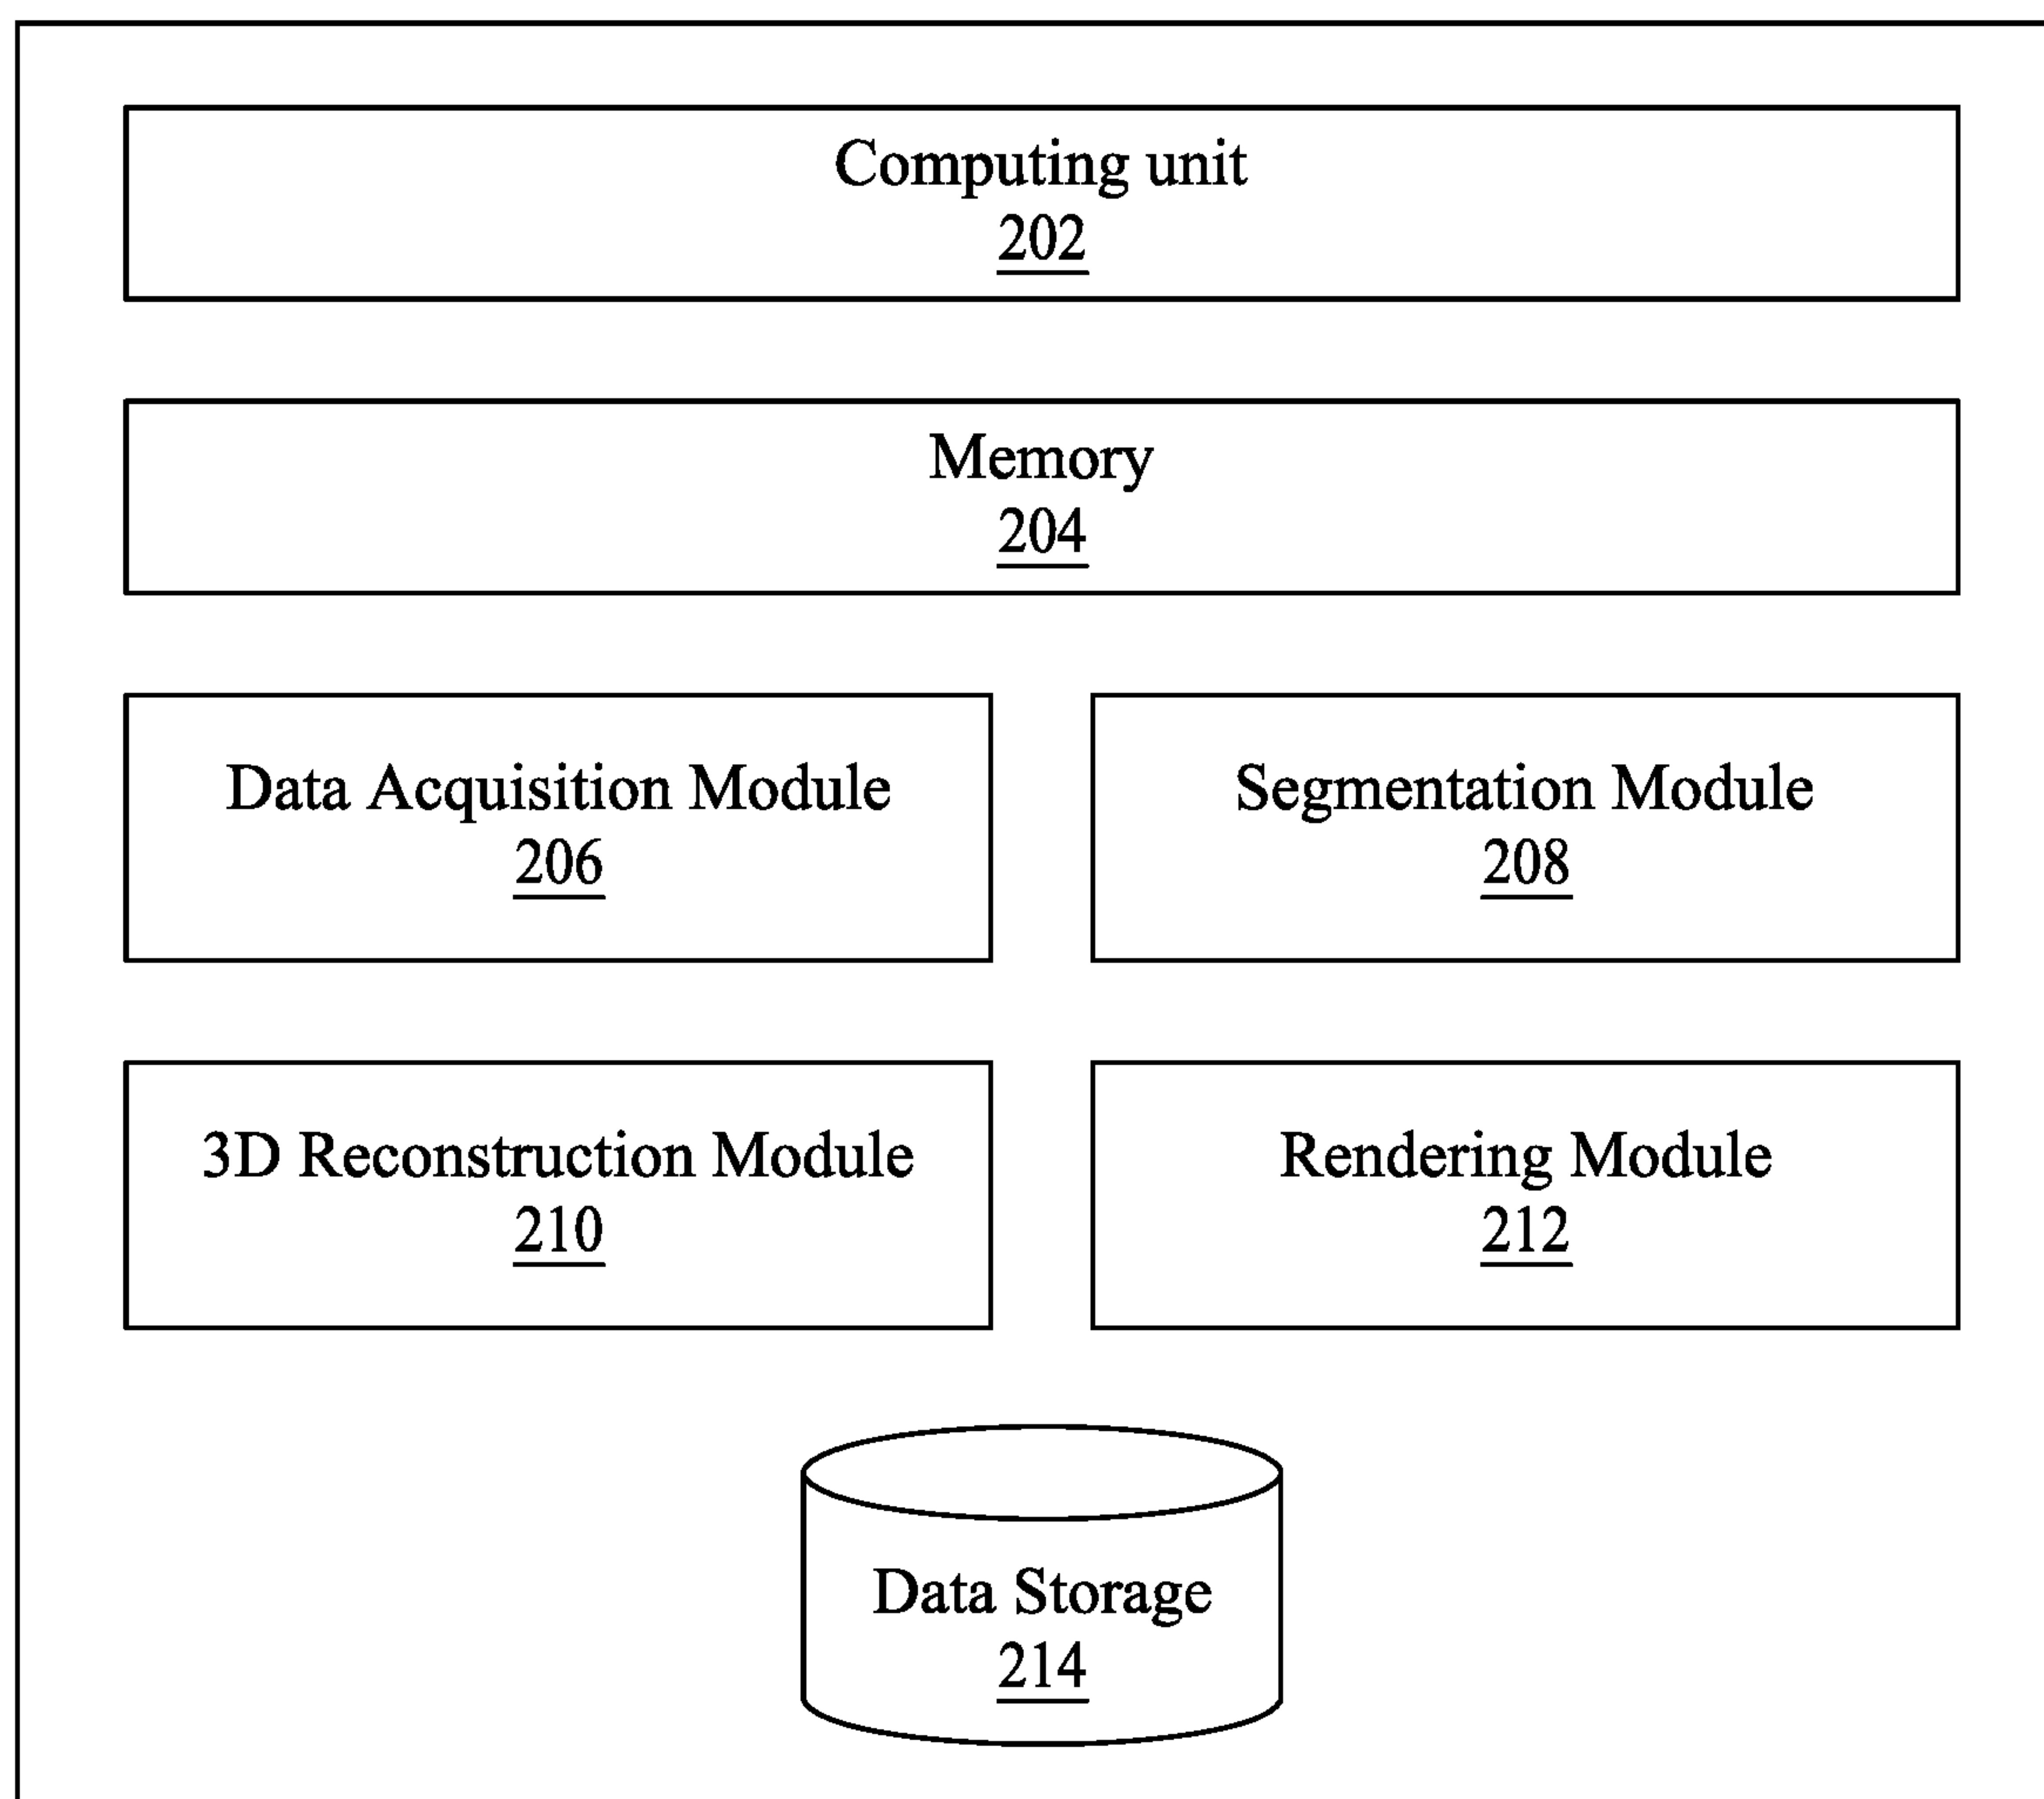 Computing unit
202
Memory
204
Data Acquisition Module
206
Segmentation Module
208
3D Reconstruction Module
210
Rendering Module
212
Data Storage
214